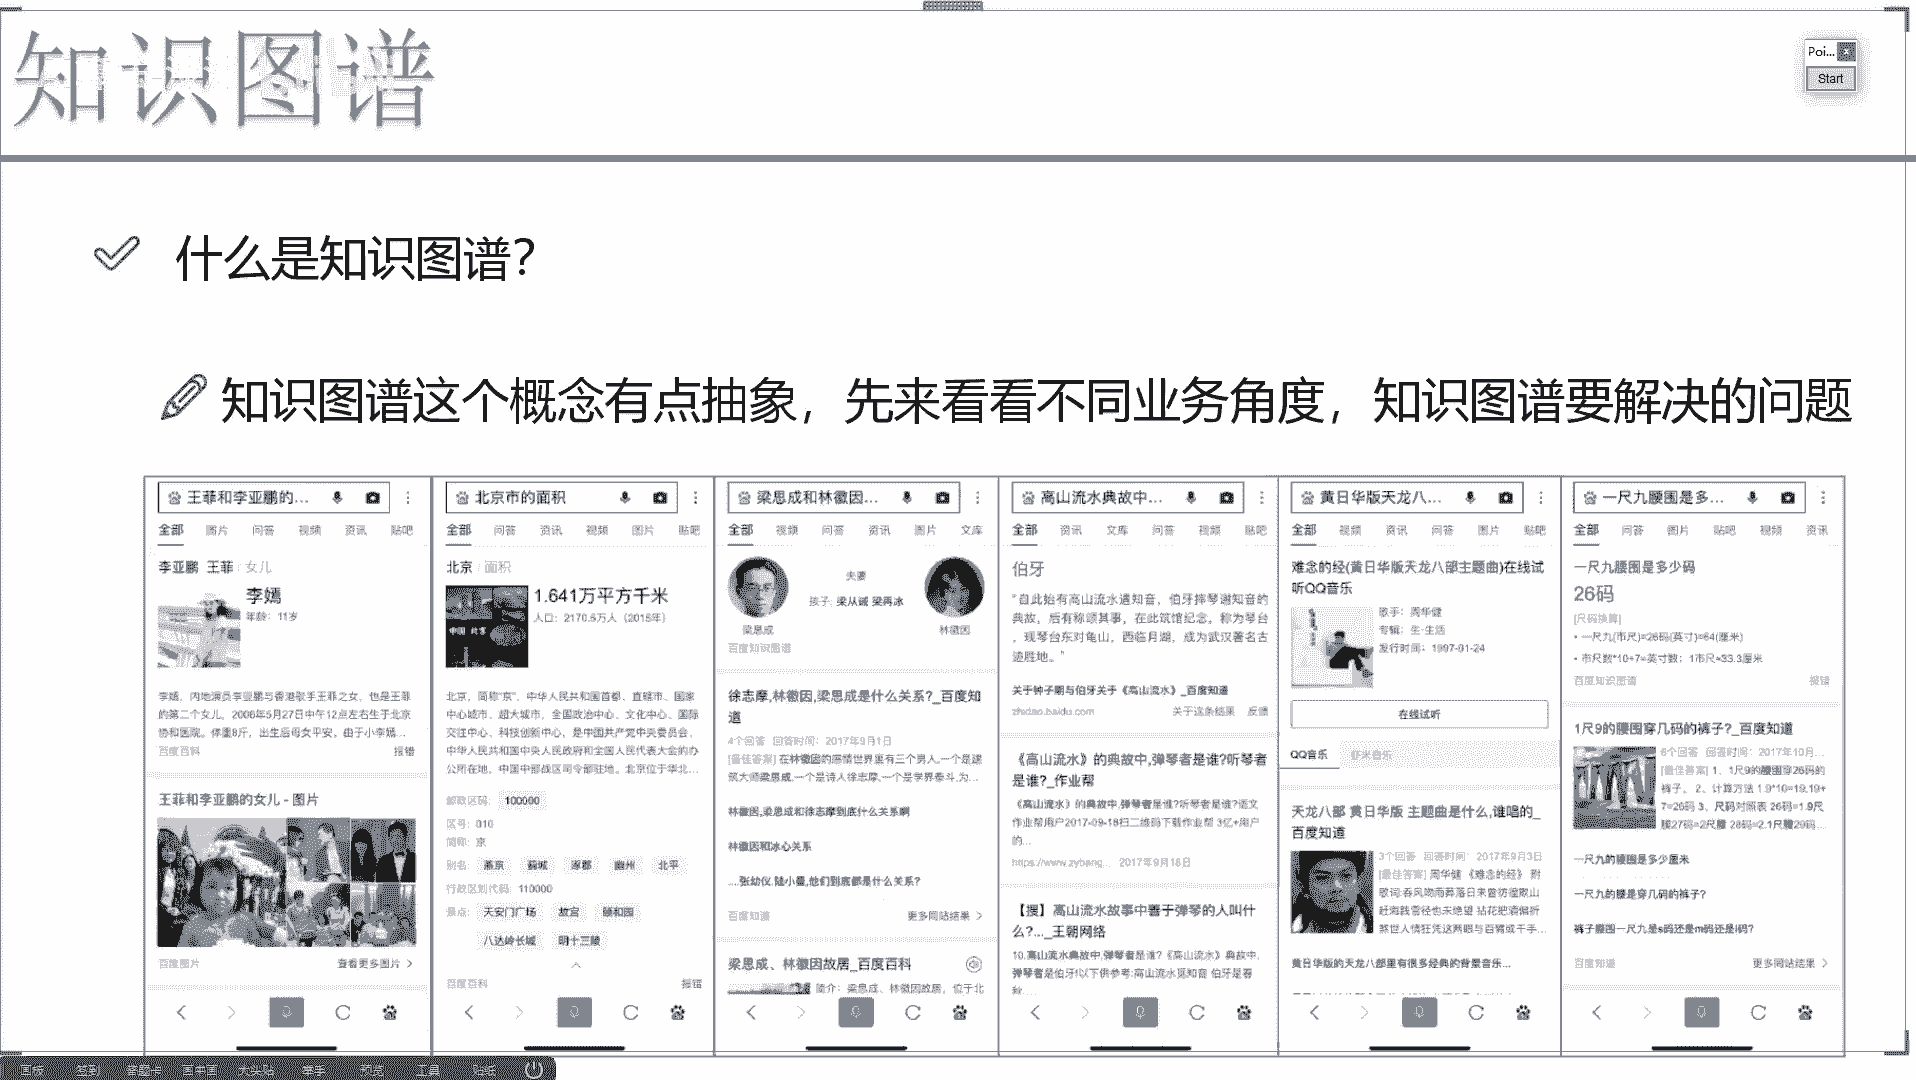 知识图谱
Poi...
Start
什么是知识图谱?
知识图谱这个概念有点抽象，先来看看不同业务角度，知识图谱要解决的问题
王菲和李亚鹏的...
全部 图片 问答 视频 资讯 贴吧
李亚鹏 王菲 女儿
李嫣
年龄：11岁
李嫣，内地演员李亚鹏与香港歌手王菲之女，也是王菲
的第二个女儿，2006年5月27日中午12点左右生于北京
协和医院。体重8斤，出生后母女平安。由于小李嫣...
百度百科 报错
王菲和李亚鹏的女儿 - 图片
百度图片 查看更多图片
北京市的面积
全部 问答 资讯 视频 图片 贴吧
北京 面积
1.641万平方千米
人口：2170.5万人（2015年）
北京，简称“京”，中华人民共和国首都、直辖市、国家
中心城市、超大城市，全国政治中心、文化中心、国际
交往中心、科技创新中心，是中国共产党中央委员会、
中华人民共和国中央人民政府和全国人民代表大会的办
公所在地，中国中部战区司令部驻地。北京位于华北...
邮政区码： 100000
区号：010
简称：京
别名： 燕京 蓟城 涿郡 幽州 北平
行政区划代码：110000
景点： 天安门广场 故宫 颐和园
八达岭长城 明十三陵
百度百科 报错
梁思成和林徽因...
全部 视频 问答 资讯 图片 文库
夫妻
孩子：梁从诫 梁再冰
梁思成 林徽因
百度知识图谱
徐志摩,林徽因,梁思成是什么关系?_百度知
道
4个回答 回答时间：2017年9月1日
[最佳答案] 在林徽因的感情世界里有三个男人,一个是建
筑大师梁思成,一个是诗人徐志摩,一个是学界泰斗,为...
林徽因,梁思成和徐志摩到底什么关系啊
林徽因和冰心关系
...张幼仪,陆小曼,他们到底都是什么关系?
百度知道 更多网站结果
梁思成、林徽因故居_百度百科
简介：梁思成、林徽因故居，位于北
高山流水典故中...
全部 资讯 文库 问答 视频 贴吧
伯牙
“自此始有高山流水遇知音，伯牙摔琴谢知音的
典故，后有称颂其事，在此筑馆纪念，称为琴台
，现琴台东对龟山，西临月湖，成为武汉著名古
迹胜地。”
关于钟子期与伯牙关于《高山流水》_百度知道
zhidao.baidu.com 关于这条结果 反馈
《高山流水》的典故中,弹琴者是谁?听琴者
是谁?_作业帮
《高山流水》的典故中,弹琴者是谁?听琴者是谁?语文
作业帮用户2017-09-18扫二维码下载作业帮 3亿+用户
的...
https://www.zybang... 2017年9月18日
【搜】高山流水故事中善于弹琴的人叫什
么?..._王朝网络
10.高山流水典故中,弹琴者是谁?《高山流水》典故中,
弹琴者是伯牙!以下供参考:高山流水觅知音 伯牙是春
秋...
黄日华版天龙八...
全部 视频 资讯 问答 图片 贴吧
难念的经(黄日华版天龙八部主题曲)在线试
听QQ音乐
歌手：周华健
专辑：生·生活
发行时间：1997-01-24
在线试听
QQ音乐 虾米音乐
天龙八部 黄日华版 主题曲是什么,谁唱的_
百度知道
3个回答 回答时间：2017年9月3日
[最佳答案] 周华健 《难念的经》 附
歌词:吞风吻雨葬落日未曾彷徨欺山
赶海践雪径也未绝望 拈花把酒偏折
煞世人情狂凭这两眼与百臂或千手...
黄日华版的天龙八部里有很多经典的背景音乐...
一尺九腰围是多...
全部 问答 图片 贴吧 视频 资讯
一尺九腰围是多少码
26码
[尺码换算]
• 一尺九(市尺)=26码(英寸)=64(厘米)
• 市尺数*10+7=英寸数；1市尺≈33.3厘米
百度知识图谱 报错
1尺9的腰围穿几码的裤子?_百度知道
6个回答 回答时间：2017年10月...
[最佳答案] 1、1尺9的腰围穿26码的
裤子。 2、计算方法 1.9*10=19,19+
7=26码 3、尺码对照表 26码=1.9尺
腰27码=2尺腰 28码=2.1尺腰29码...
一尺九的腰围是多少厘米
一尺九的腰是穿几码的裤子?
裤子腰围一尺九是s码还是m码还是l码?
百度知道 更多网站结果
画板 签到 答题卡 画中画 大头贴 举手 预览 工具 贴纸